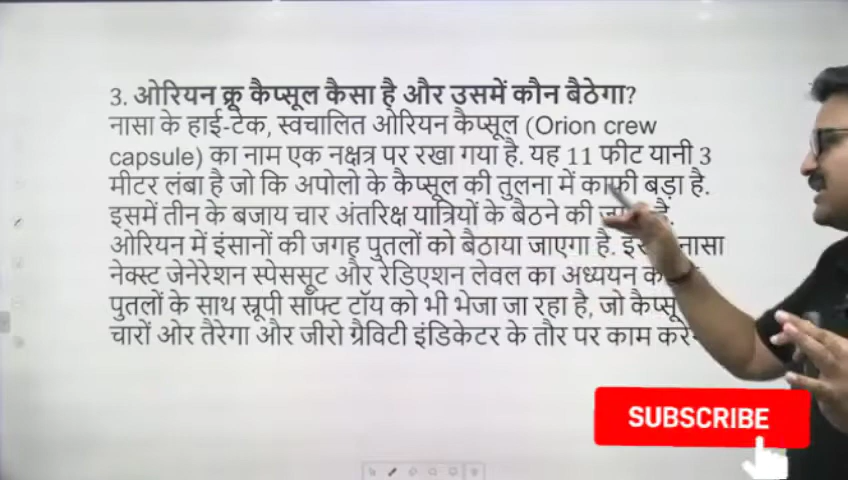 3. ओरियन क्रू कैप्सूल कैसा है और उसमें कौन बैठेगा?
नासा के हाई-टेक, स्वचालित ओरियन कैप्सूल (Orion crew
capsule) का नाम एक नक्षत्र पर रखा गया है. यह 11 फीट यानी 3
मीटर लंबा है जो कि अपोलो के कैप्सूल की तुलना में काफी बड़ा है.
इसमें तीन के बजाय चार अंतरिक्ष यात्रियों के बैठने की है.
ओरियन में इंसानों की जगह पुतलों को बैठाया जाएगा है. नासा
नेक्स्ट जेनेरेशन स्पेससूट और रेडिएशन लेवल का अध्ययन
पुतलों के साथ स्नूपी सॉफ्ट टॉय को भी भेजा जा रहा है, जो
चारों ओर तैरेगा और जीरो ग्रैविटी इंडिकेटर के तौर पर काम
SUBSCRIBE